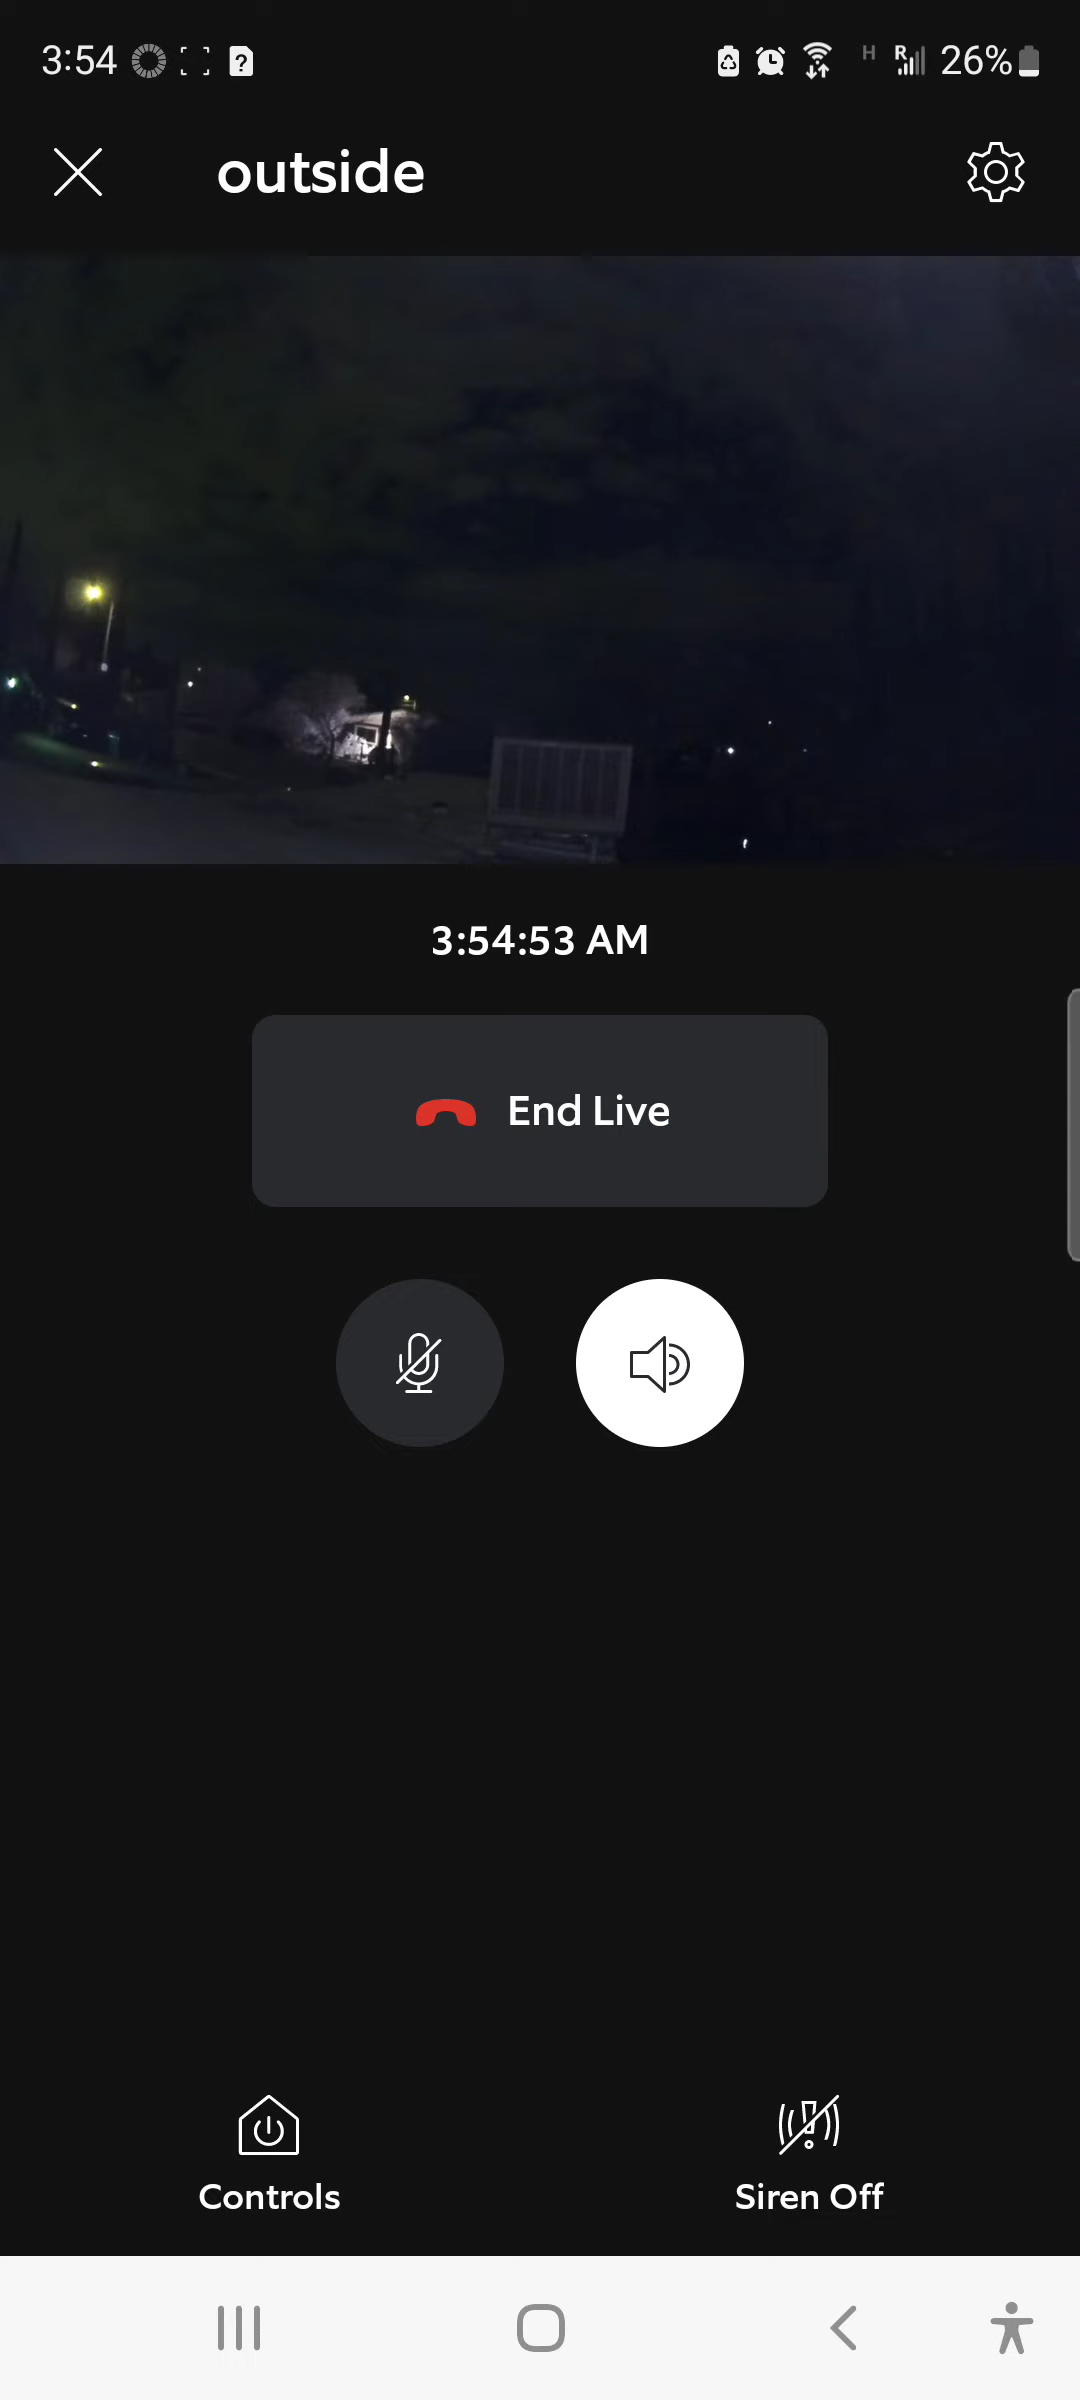 3:54 ? H R 26%
outside
3:54:53 AM
End Live
Controls
Siren Off